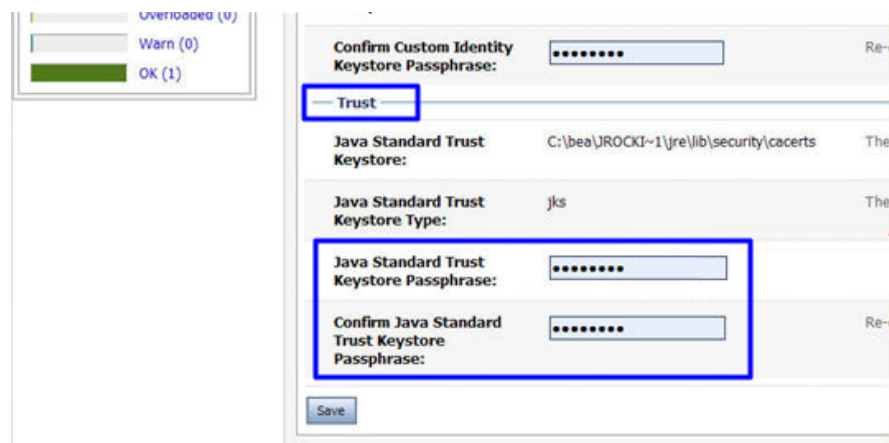 Overloaded (0)
Warn (0)
OK (1)
Confirm Custom Identity
Keystore Passphrase:
••••••••
Re-
Trust
Java Standard Trust
Keystore:
C:\bea\JROCKI~1\jre\lib\security\cacerts
The
Java Standard Trust
Keystore Type:
jks
The
Java Standard Trust
Keystore Passphrase:
••••••••
Confirm Java Standard
Trust Keystore
Passphrase:
••••••••
Re-
Save